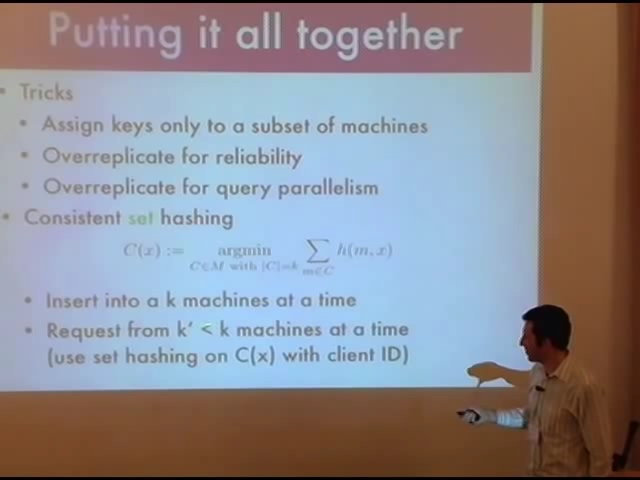 Putting it all together
• Tricks
• Assign keys only to a subset of machines
• Overreplicate for reliability
• Overreplicate for query parallelism
• Consistent set hashing
C(x) := argmin ∑ h(m, x)
C∈M with |C|=k m∈C
• Insert into a k machines at a time
• Request from k' < k machines at a time
(use set hashing on C(x) with client ID)